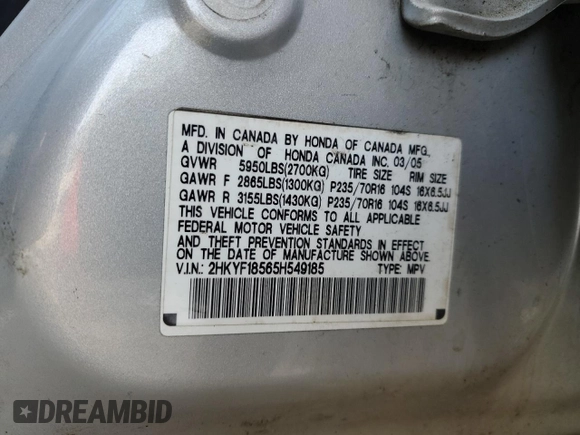 MFD. IN CANADA BY HONDA OF CANADA MFG.
A DIVISION OF HONDA CANADA INC. 03/05
GVWR 5950LBS(2700KG) TIRE SIZE RIM SIZE
GAWR F 2865LBS(1300KG) P235/70R16 104S 16X6.5JJ
GAWR R 3155LBS(1430KG) P235/70R16 104S 16X6.5JJ
THIS VEHICLE CONFORMS TO ALL APPLICABLE
FEDERAL MOTOR VEHICLE SAFETY
AND THEFT PREVENTION STANDARDS IN EFFECT
ON THE DATE OF MANUFACTURE SHOWN ABOVE.
V.I.N.: 2HKYF18565H549185 TYPE: MPV
DREAMBID